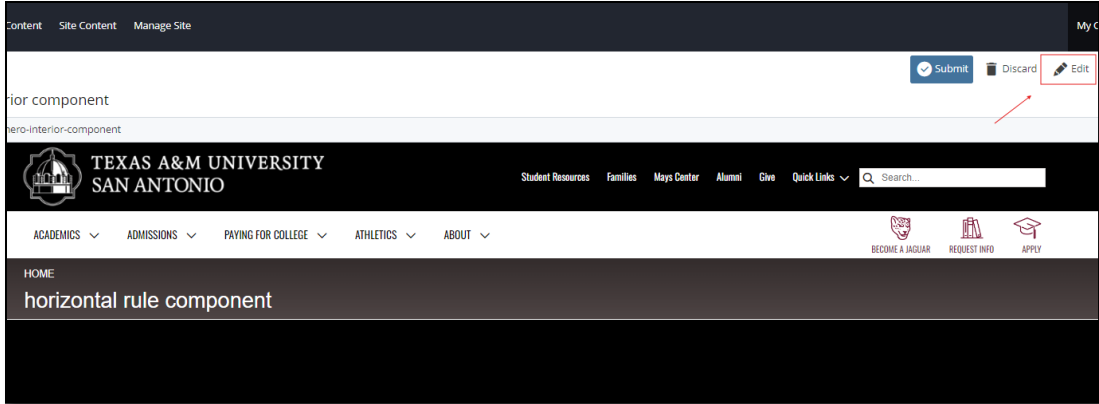 Content Site Content Manage Site My C
Submit Discard Edit
rior component
nero-interior-component
TEXAS A&M UNIVERSITY
SAN ANTONIO
Student Resources Families Mays Center Alumni Give Quick Links Search...
ACADEMICS ADMISSIONS PAYING FOR COLLEGE ATHLETICS ABOUT
BECOME A JAGUAR REQUEST INFO APPLY
HOME
horizontal rule component